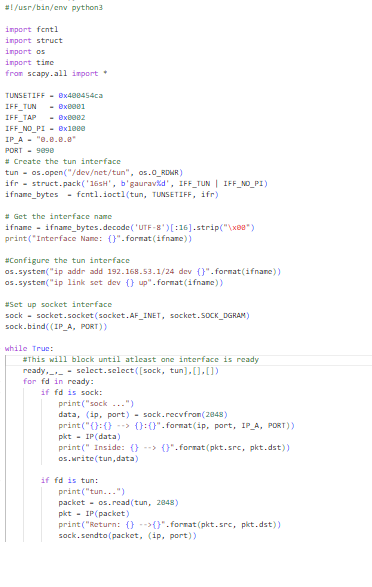 #!/usr/bin/env python3
import fcntl
import struct
import os
import time
from scapy.all import *
TUNSETIFF = 0x400454ca
IFF_TUN = 0x0001
IFF_TAP = 0x0002
IFF_NO_PI = 0x1000
IP_A = "0.0.0.0"
PORT = 9090
# Create the tun interface
tun = os.open("/dev/net/tun", os.O_RDWR)
ifr = struct.pack('16sH', b'gaurav%d', IFF_TUN | IFF_NO_PI)
ifname_bytes = fcntl.ioctl(tun, TUNSETIFF, ifr)
# Get the interface name
ifname = ifname_bytes.decode('UTF-8')[:16].strip("\x00")
print("Interface Name: {}".format(ifname))
#Configure the tun interface
os.system("ip addr add 192.168.53.1/24 dev {}".format(ifname))
os.system("ip link set dev {} up".format(ifname))
#Set up socket interface
sock = socket.socket(socket.AF_INET, socket.SOCK_DGRAM)
sock.bind((IP_A, PORT))
while True:
#This will block until atleast one interface is ready
ready,_,_ = select.select([sock, tun],[],[])
for fd in ready:
if fd is sock:
print("sock ...")
data, (ip, port) = sock.recvfrom(2048)
print("{}:{} --> {}:{}".format(ip, port, IP_A, PORT))
pkt = IP(data)
print(" Inside: {} --> {}".format(pkt.src, pkt.dst))
os.write(tun,data)
if fd is tun:
print("tun...")
packet = os.read(tun, 2048)
pkt = IP(packet)
print("Return: {} -->{}".format(pkt.src, pkt.dst))
sock.sendto(packet, (ip, port))